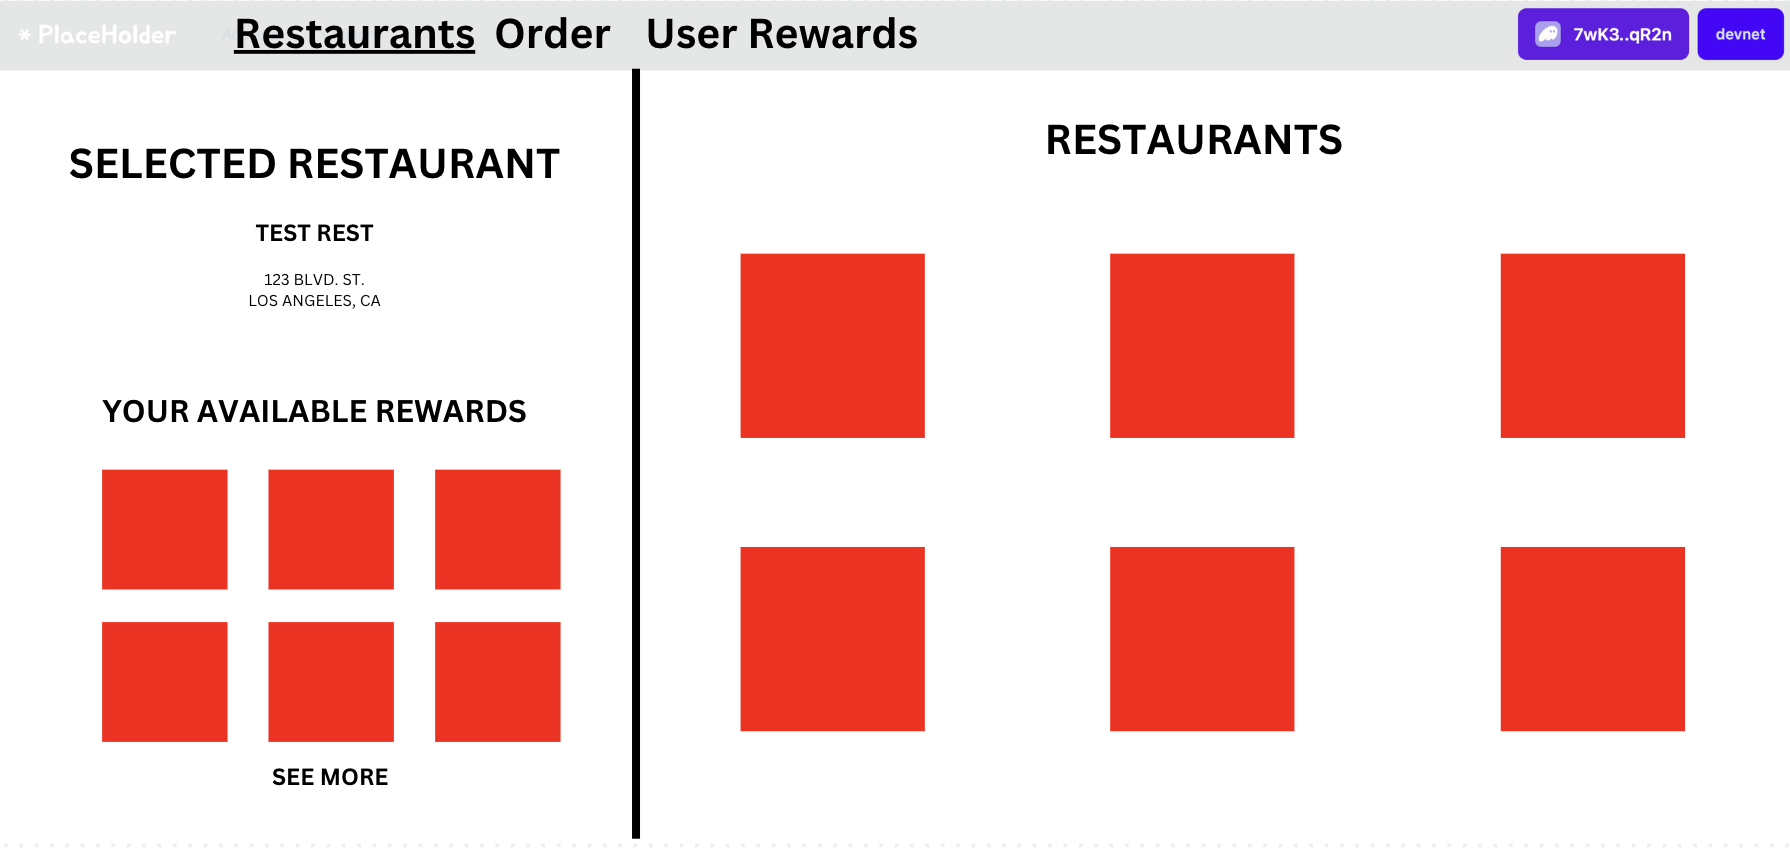 * PlaceHolder
Restaurants Order User Rewards
7wK3..qR2n
devnet
SELECTED RESTAURANT
TEST REST
123 BLVD. ST.
LOS ANGELES, CA
YOUR AVAILABLE REWARDS
SEE MORE
RESTAURANTS